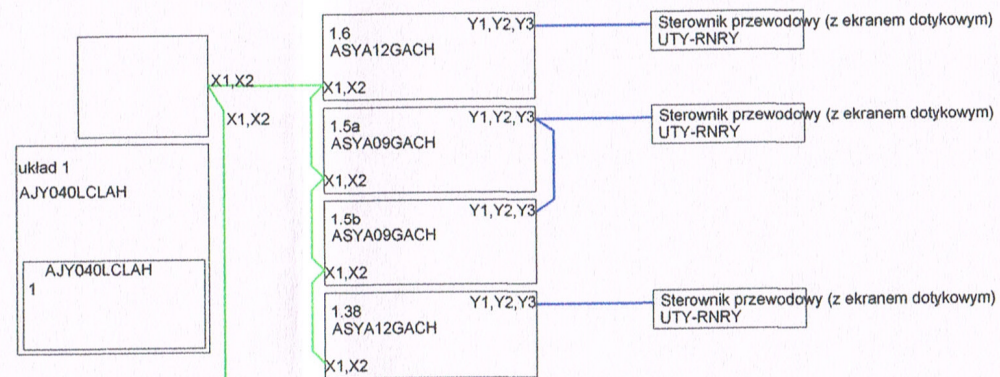 X1,X2
X1,X2
układ 1
AJY040LCLAH
AJY040LCLAH
1
1.6
ASYA12GACH
Y1,Y2,Y3
X1,X2
Sterownik przewodowy (z ekranem dotykowym)
UTY-RNRY
1.5a
ASYA09GACH
Y1,Y2,Y3
X1,X2
Sterownik przewodowy (z ekranem dotykowym)
UTY-RNRY
1.5b
ASYA09GACH
Y1,Y2,Y3
X1,X2
1.38
ASYA12GACH
Y1,Y2,Y3
X1,X2
Sterownik przewodowy (z ekranem dotykowym)
UTY-RNRY